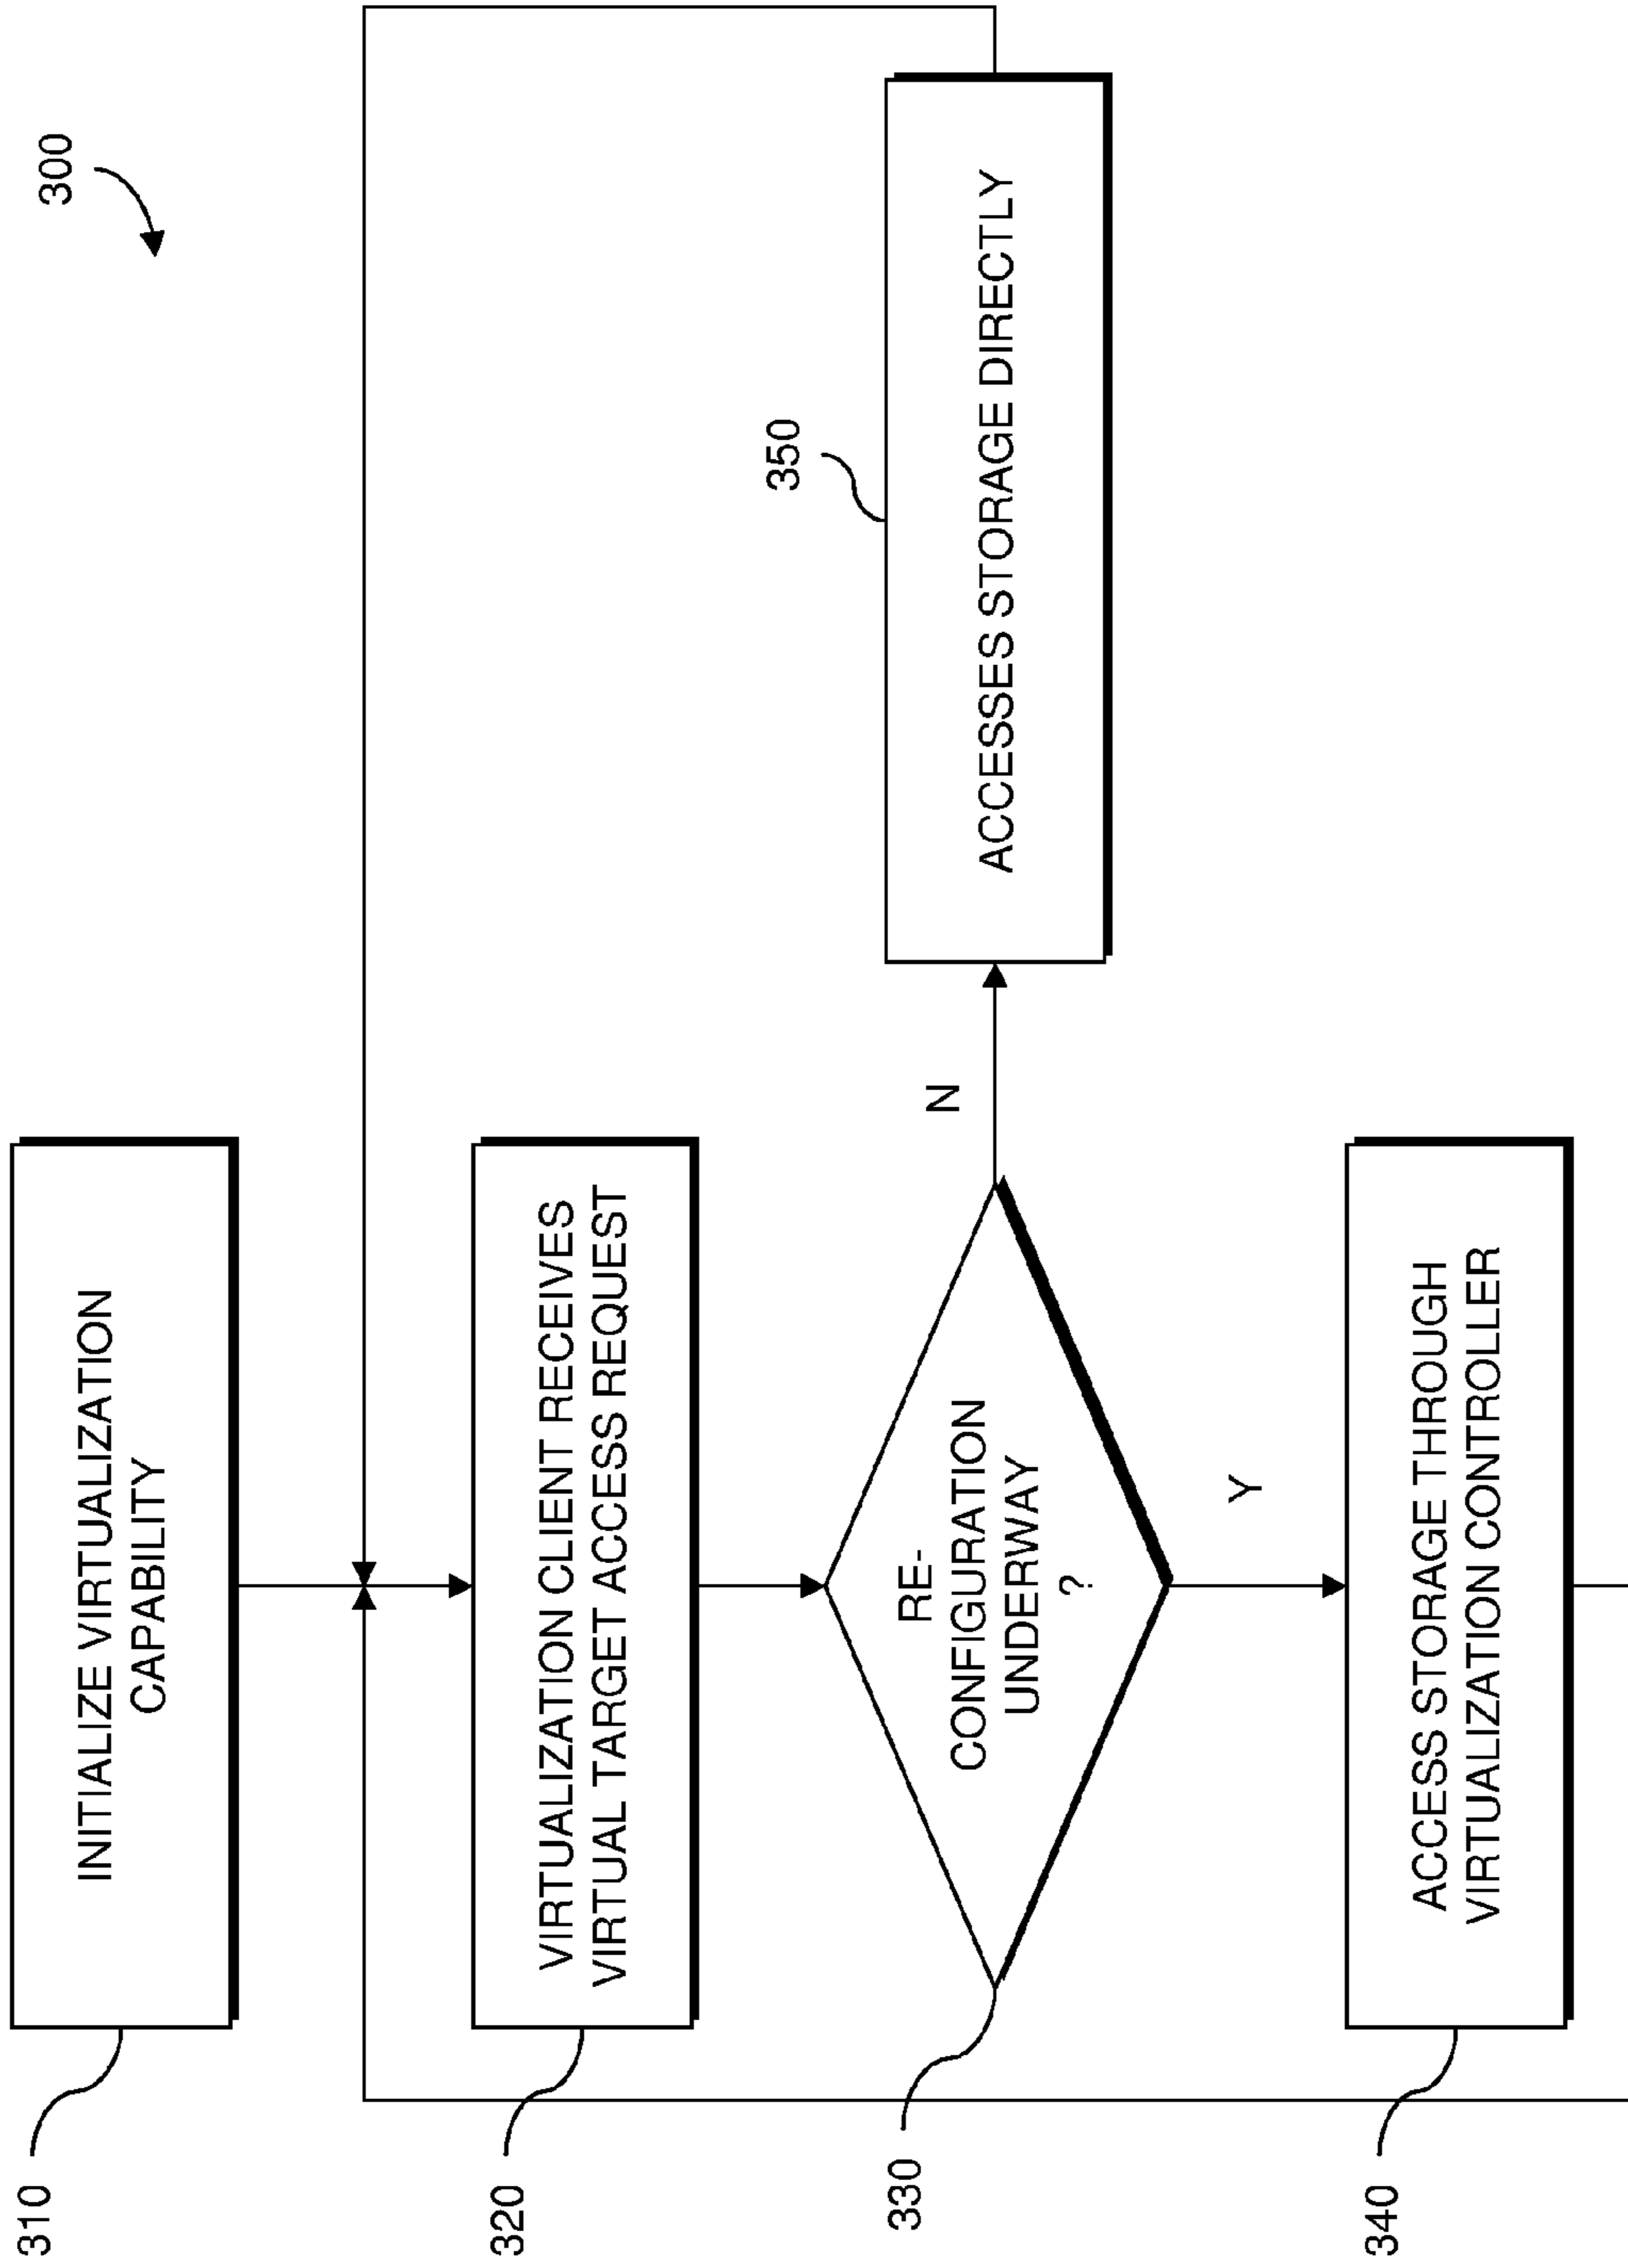 300
310
INITIALIZE VIRTUALIZATION
CAPABILITY
320
VIRTUALIZATION CLIENT RECEIVES
VIRTUAL TARGET ACCESS REQUEST
330
RE-
CONFIGURATION
UNDERWAY
?
N
350
ACCESSES STORAGE DIRECTLY
Y
340
ACCESS STORAGE THROUGH
VIRTUALIZATION CONTROLLER